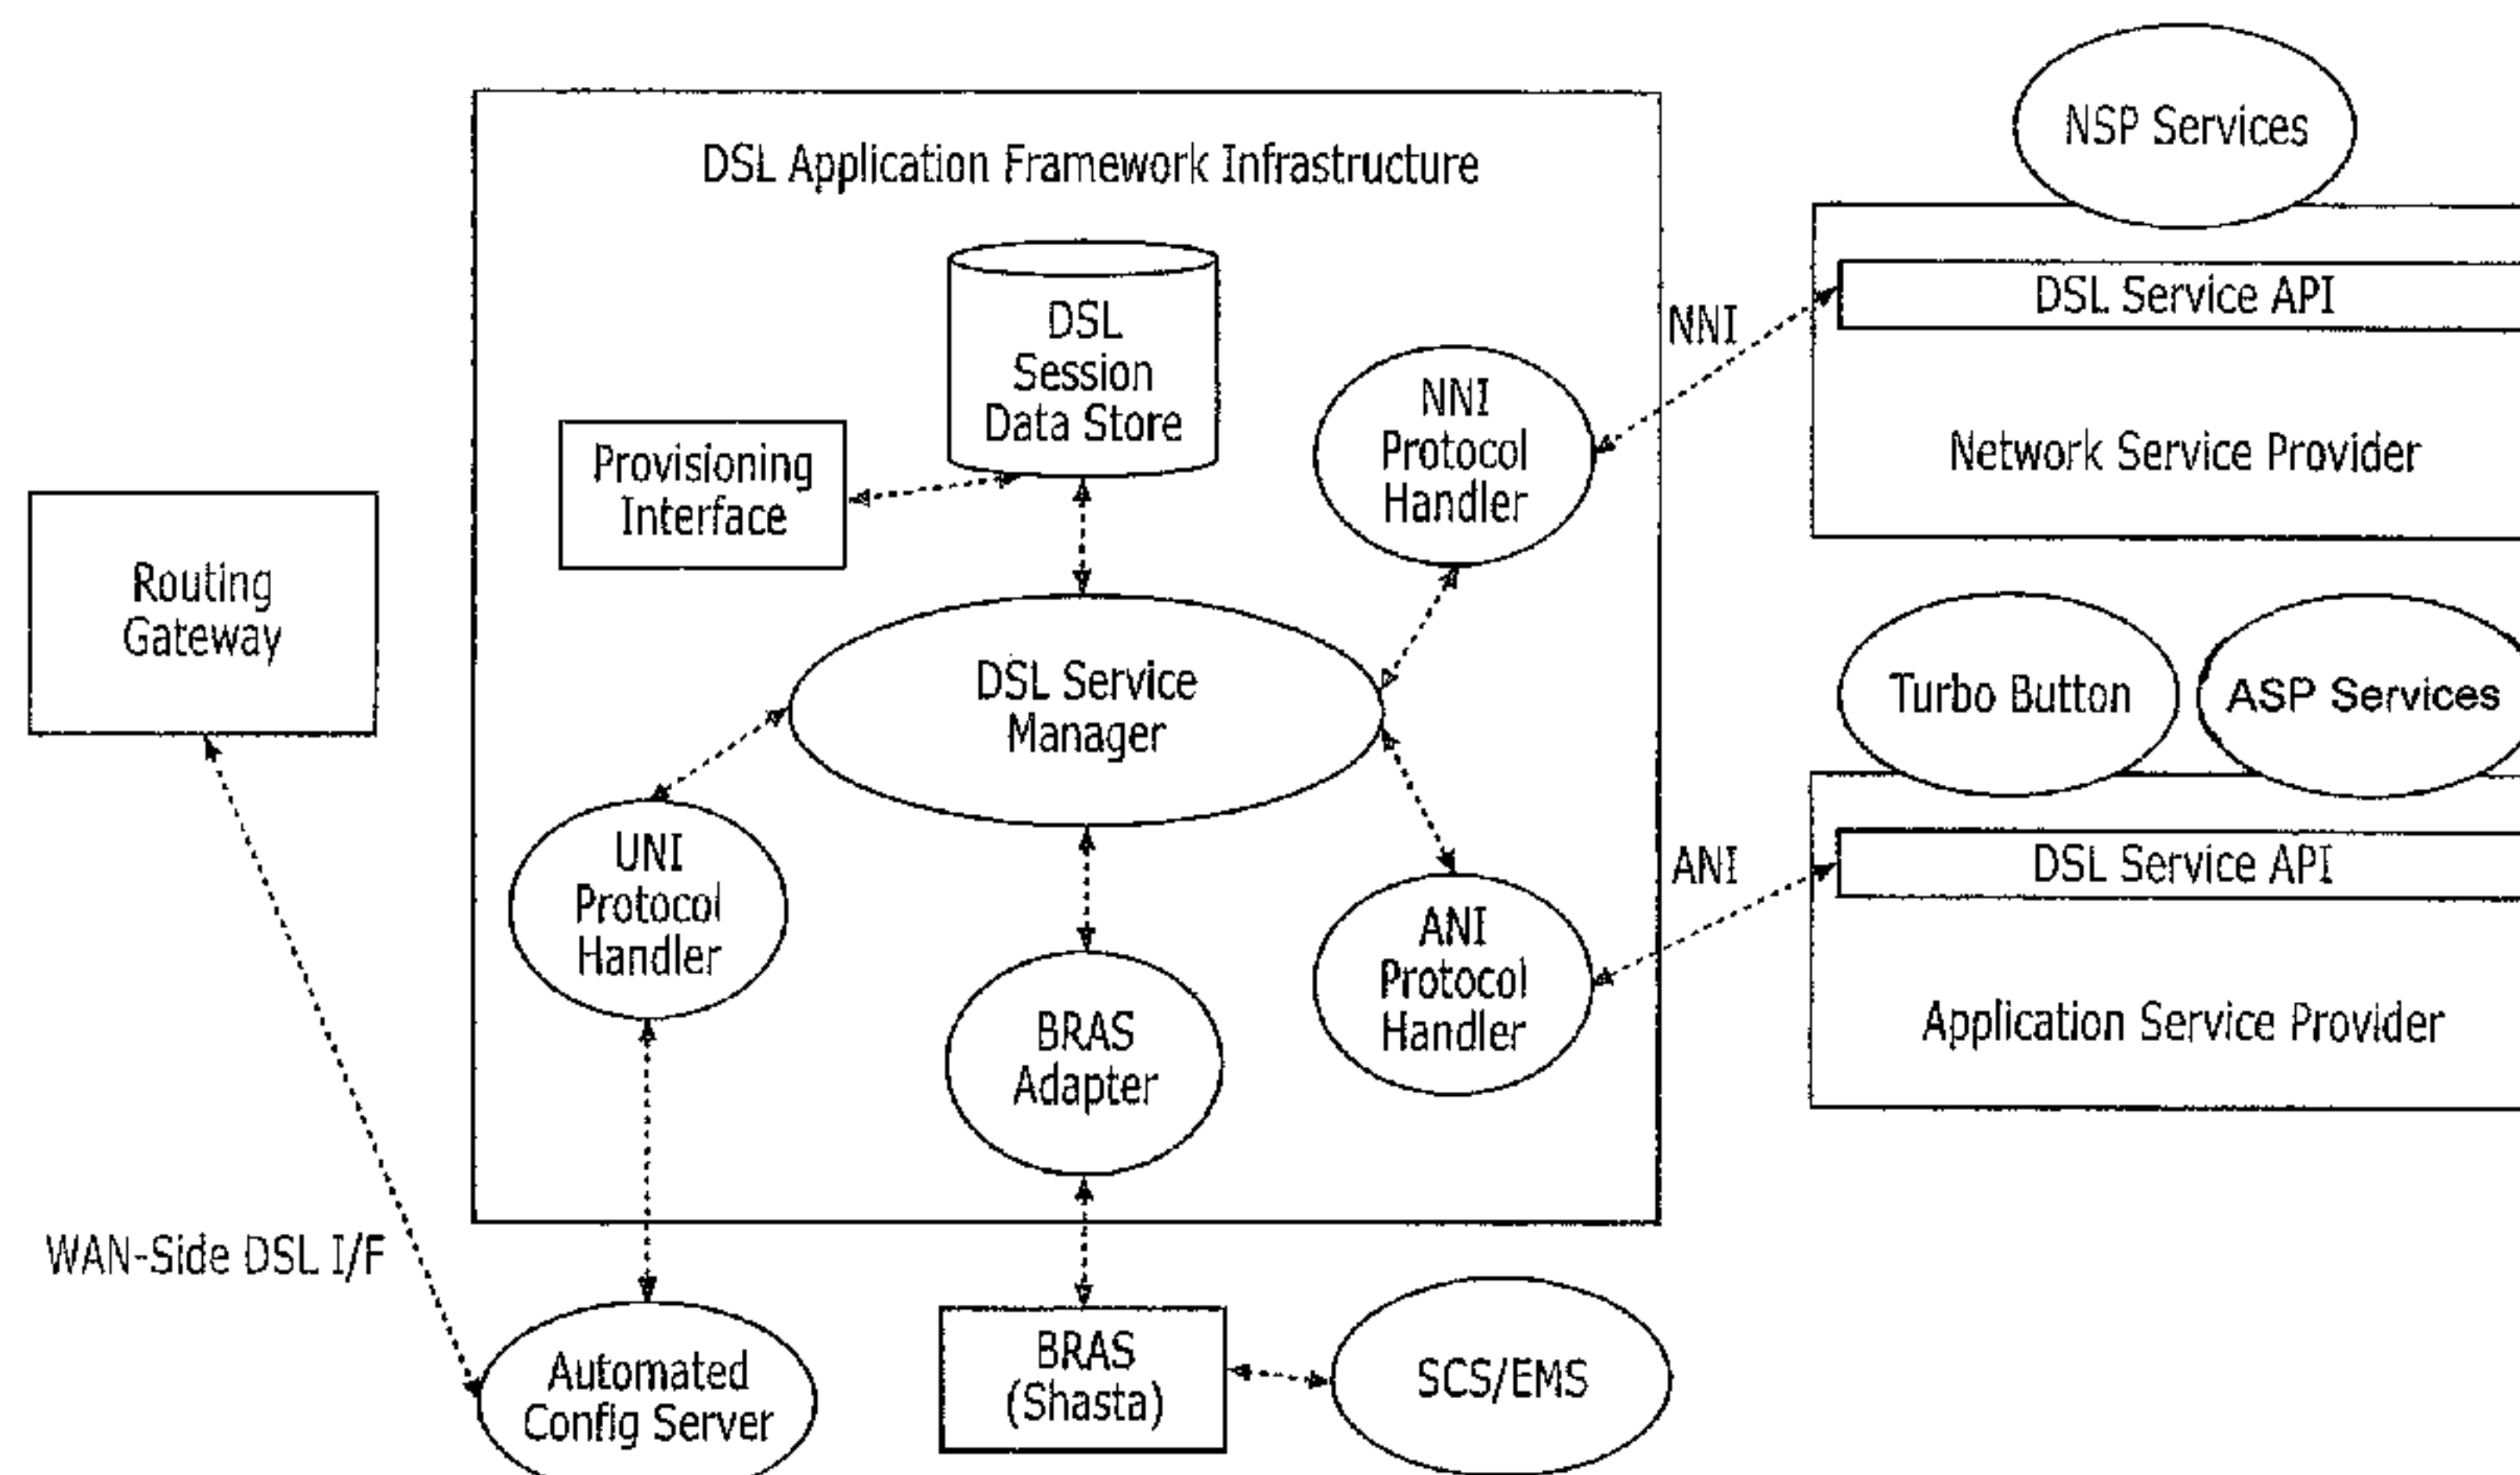 NSP Services
DSL Application Framework Infrastructure
DSL Service API
NNI
DSL
Session
Data Store
NNI
Protocol
Handler
Network Service Provider
Provisioning
Interface
Routing
Gateway
DSL Service
Manager
Turbo Button
ASP Services
UNI
Protocol
Handler
ANI
DSL Service API
ANI
Protocol
Handler
Application Service Provider
BRAS
Adapter
WAN-Side DSL I/F
Automated
Config Server
BRAS
(Shasta)
SCS/EMS